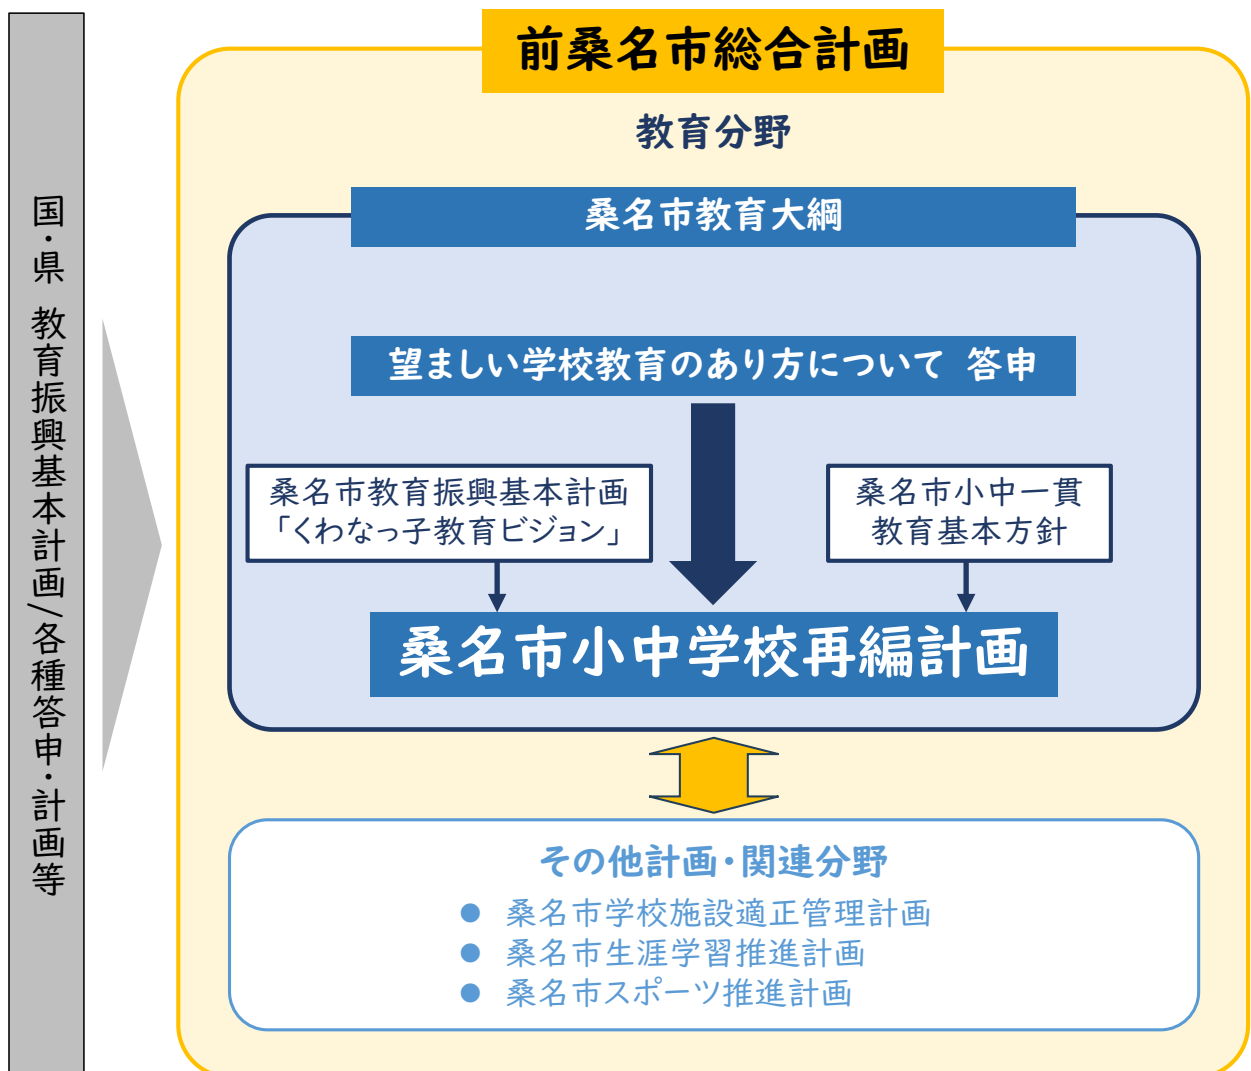 前桑名市総合計画
教育分野
国・県 教育振興基本計画/各種答申・計画等
桑名市教育大綱
望ましい学校教育のあり方について 答申
桑名市教育振興基本計画
「くわなっ子教育ビジョン」
桑名市小中一貫
教育基本方針
桑名市小中学校再編計画
その他計画・関連分野
● 桑名市学校施設適正管理計画
● 桑名市生涯学習推進計画
● 桑名市スポーツ推進計画